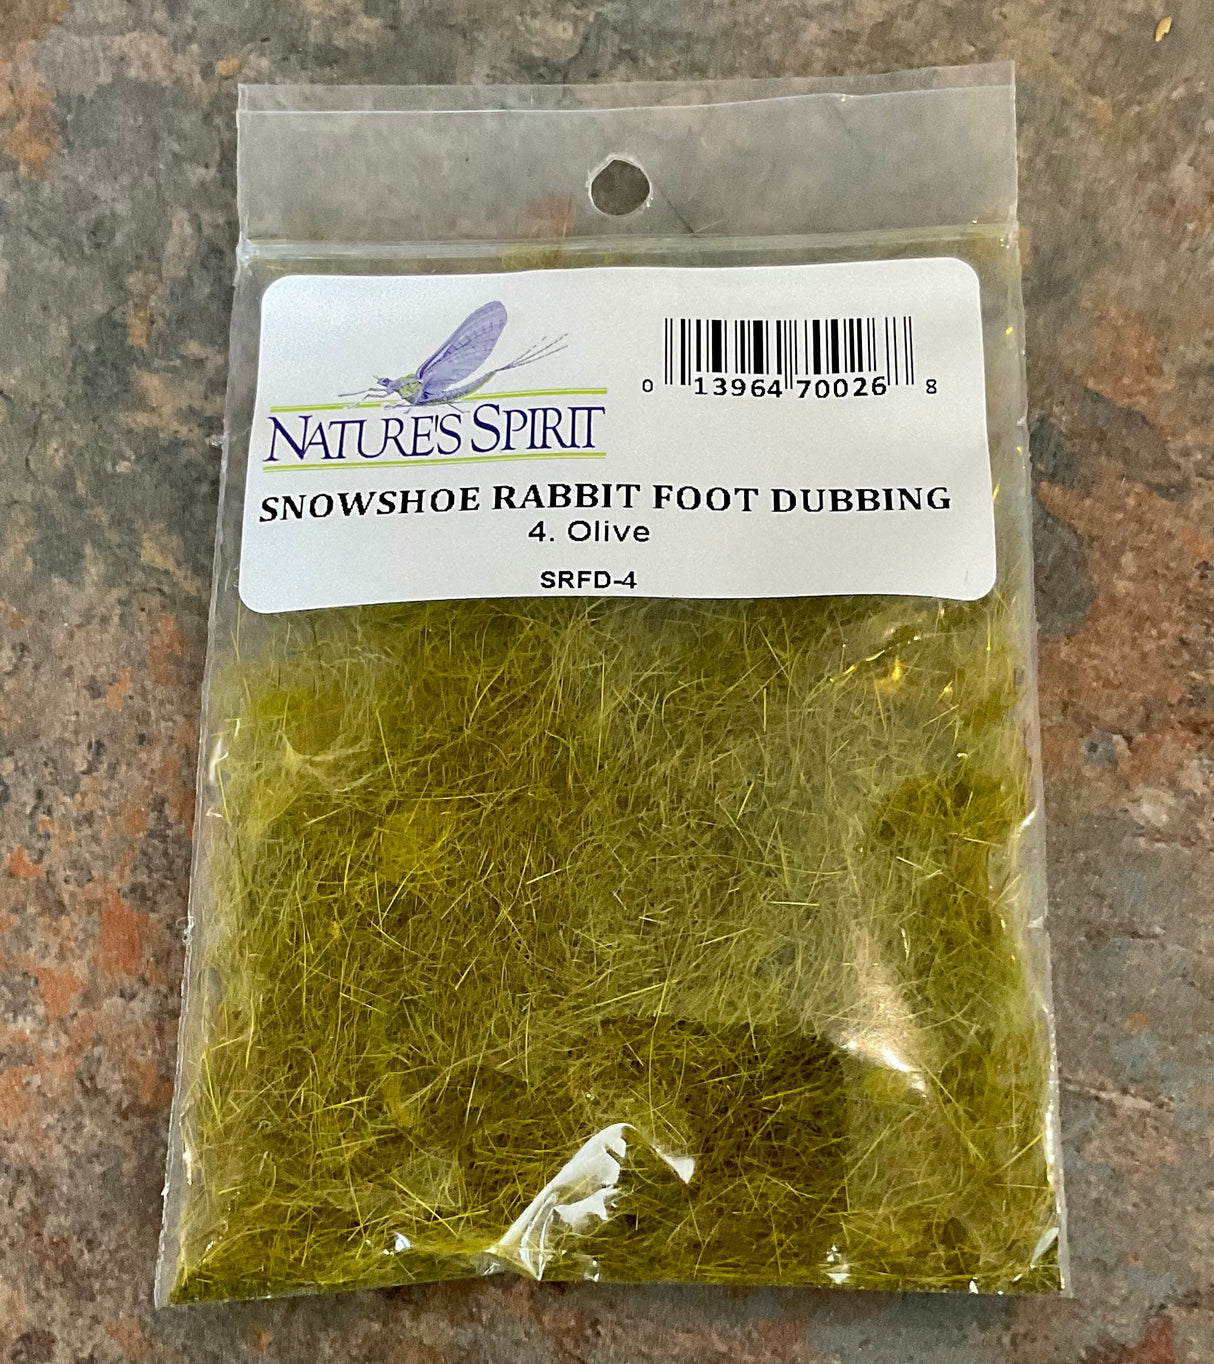 NATURE'S SPIRIT
0 13964 70026 8
SNOWSHOE RABBIT FOOT DUBBING
4. Olive
SRFD-4